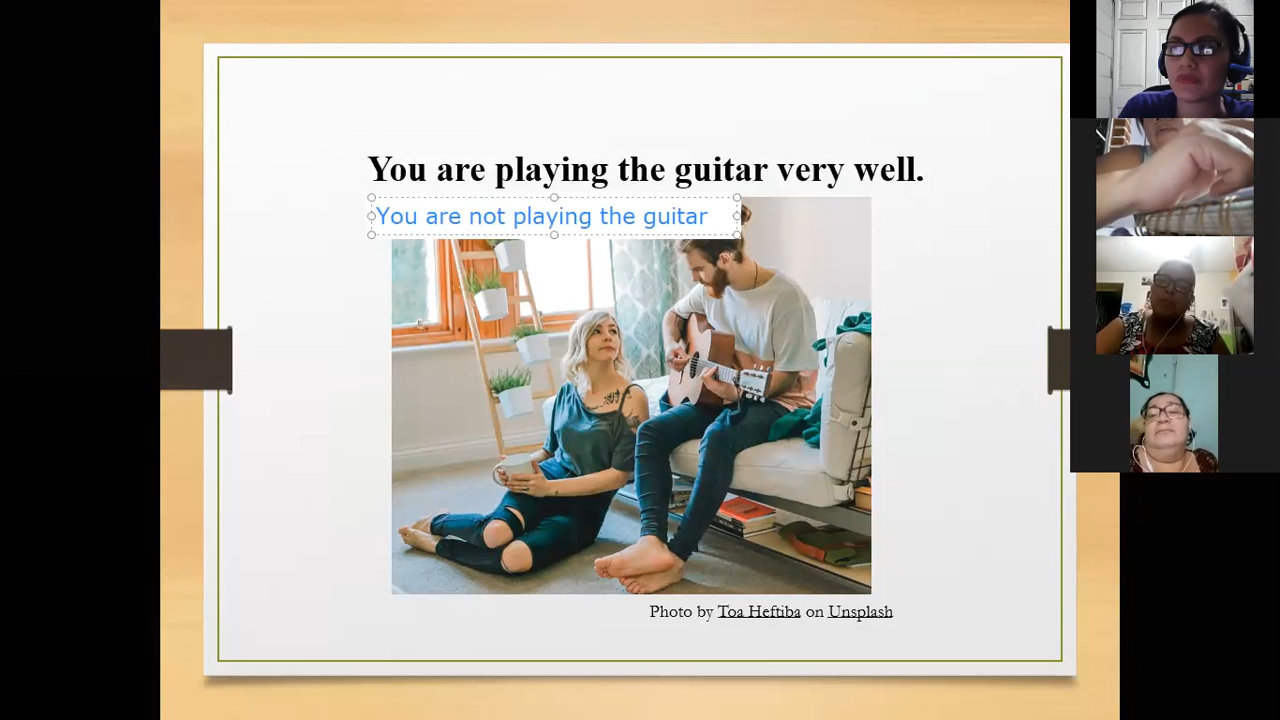 You are playing the guitar very well.
You are not playing the guitar
Photo by Toa Heftiba on Unsplash